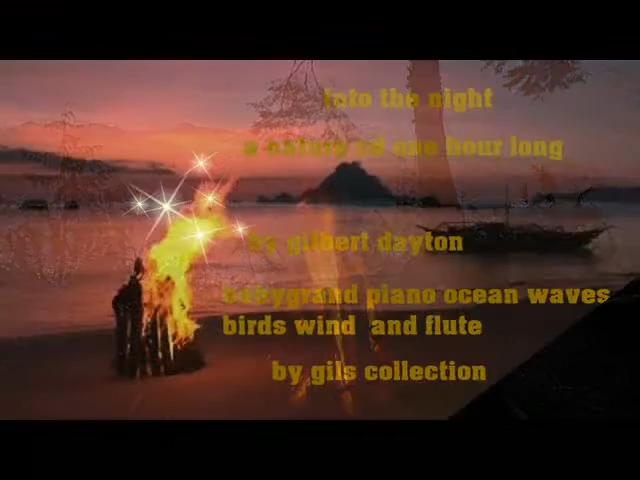 into the night
a nature cd one hour long
by gilbert dayton
babygrand piano ocean waves
birds wind and flute
by gils collection